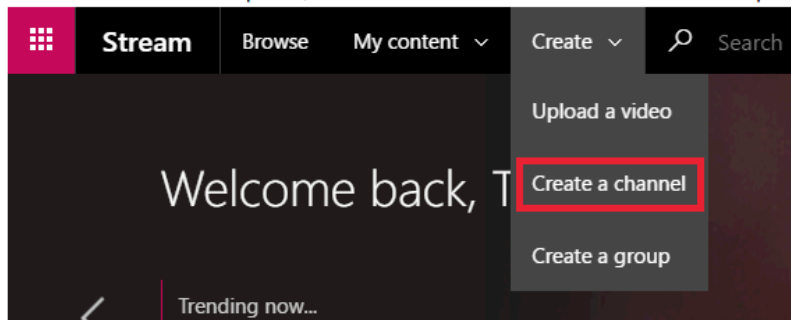 Stream Browse My content Create Search
Upload a video
Welcome back, T
Create a channel
Create a group
Trending now...